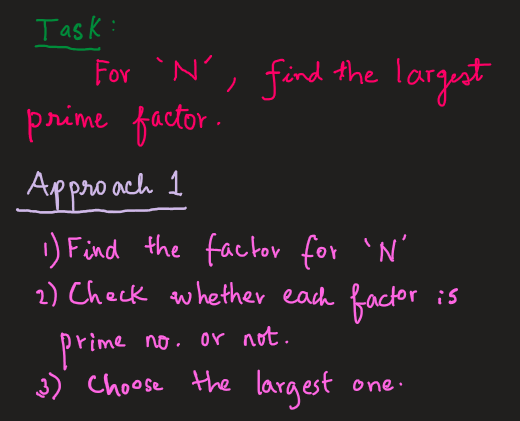 Task:
For 'N', find the largest
prime factor.
Approach 1
1) Find the factor for 'N'
2) Check whether each factor is
prime no. or not.
3) Choose the largest one.